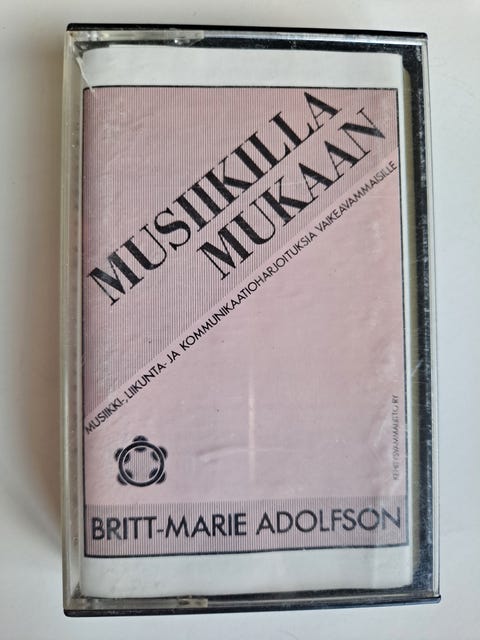 MUSIIKILLA
MUKAAN
MUSIIKKI-, LIIKUNTA- JA KOMMUNIKAATIOHARJOITUKSIA VAIKEAVAMMAISILLE
KEHITYSVAMMALIITTO RY
BRITT-MARIE ADOLFSON